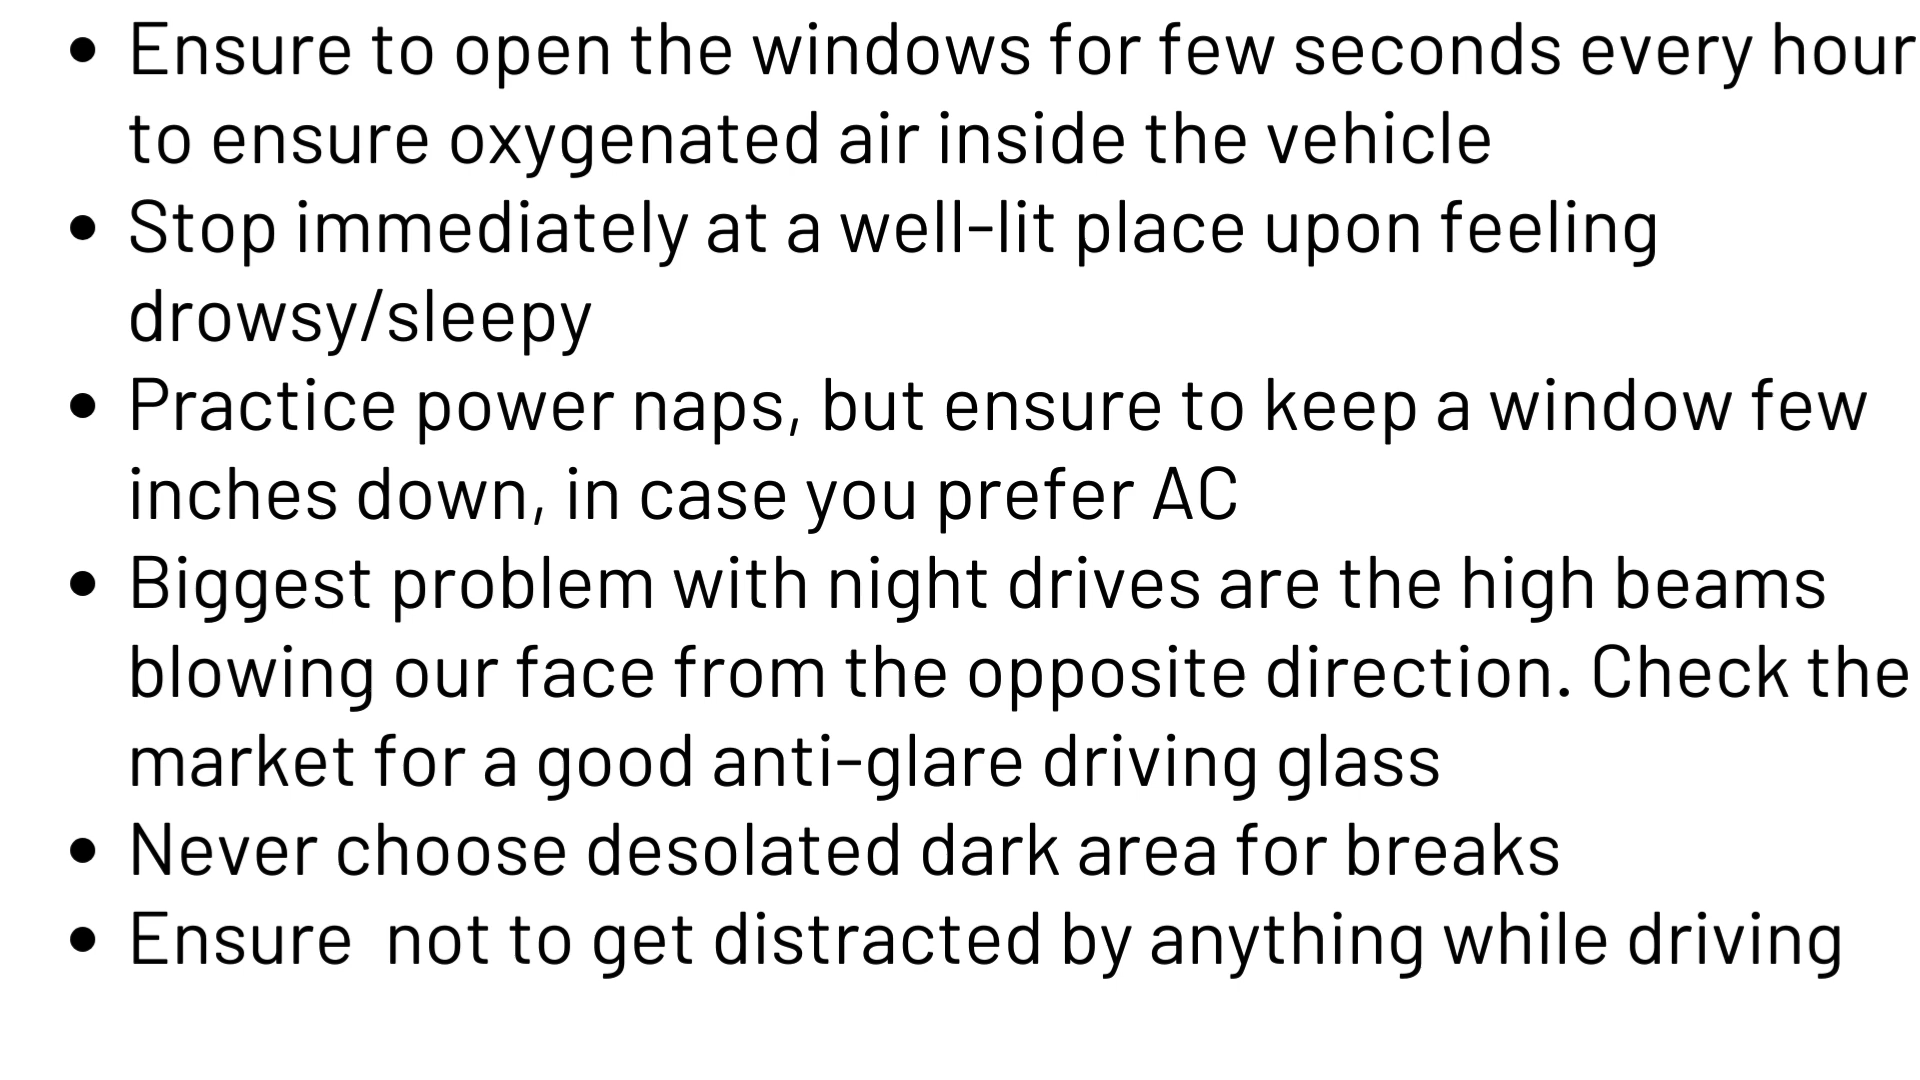 • Ensure to open the windows for few seconds every hour
to ensure oxygenated air inside the vehicle
• Stop immediately at a well-lit place upon feeling
drowsy/sleepy
• Practice power naps, but ensure to keep a window few
inches down, in case you prefer AC
• Biggest problem with night drives are the high beams
blowing our face from the opposite direction. Check the
market for a good anti-glare driving glass
• Never choose desolated dark area for breaks
• Ensure  not to get distracted by anything while driving